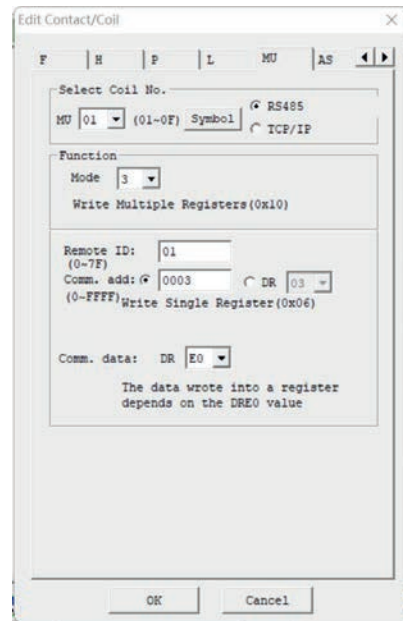 Edit Contact/Coil
F H P L MU AS
Select Coil No.
MU 01 (01~0F) Symbol
RS485
TCP/IP
Function
Mode 3
Write Multiple Registers(0x10)
Remote ID: 01
(0~7F)
Comm. add: 0003 DR 03
(0~FFFF)
Write Single Register(0x06)
Comm. data: DR E0
The data wrote into a register
depends on the DRE0 value
OK Cancel